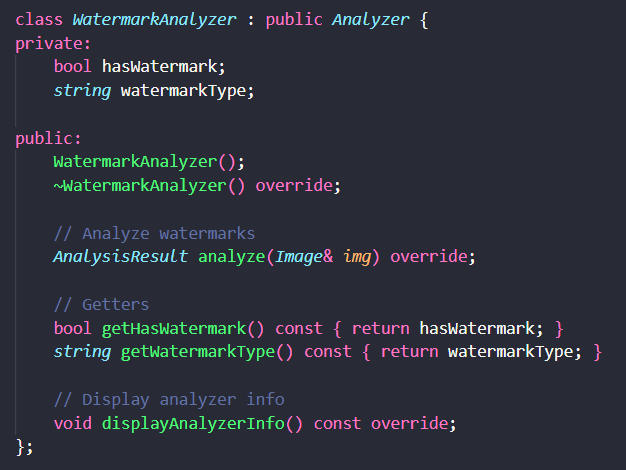 class WatermarkAnalyzer : public Analyzer {
private:
    bool hasWatermark;
    string watermarkType;

public:
    WatermarkAnalyzer();
    ~WatermarkAnalyzer() override;

    // Analyze watermarks
    AnalysisResult analyze(Image& img) override;

    // Getters
    bool getHasWatermark() const { return hasWatermark; }
    string getWatermarkType() const { return watermarkType; }

    // Display analyzer info
    void displayAnalyzerInfo() const override;
};